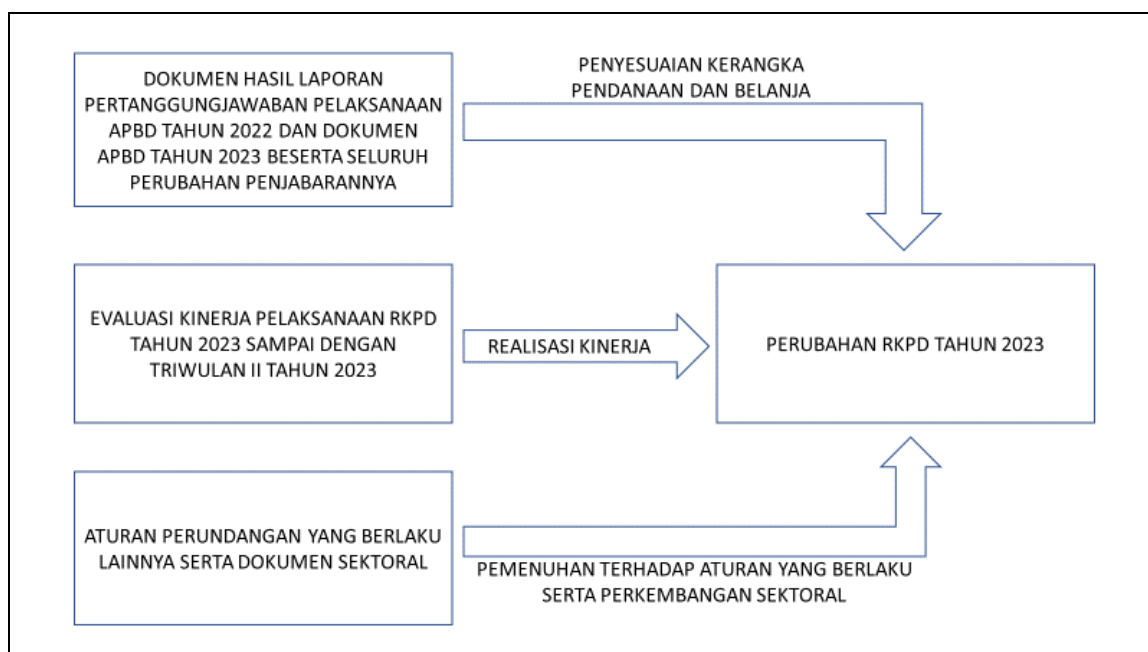 DOKUMEN HASIL LAPORAN
PERTANGGUNGJAWABAN PELAKSANAAN
APBD TAHUN 2022 DAN DOKUMEN
APBD TAHUN 2023 BESERTA SELURUH
PERUBAHAN PENJABARANNYA
PENYESUAIAN KERANGKA
PENDANAAN DAN BELANJA
EVALUASI KINERJA PELAKSANAAN RKPD
TAHUN 2023 SAMPAI DENGAN
TRIWULAN II TAHUN 2023
REALISASI KINERJA
PERUBAHAN RKPD TAHUN 2023
ATURAN PERUNDANGAN YANG BERLAKU
LAINNYA SERTA DOKUMEN SEKTORAL
PEMENUHAN TERHADAP ATURAN YANG BERLAKU
SERTA PERKEMBANGAN SEKTORAL